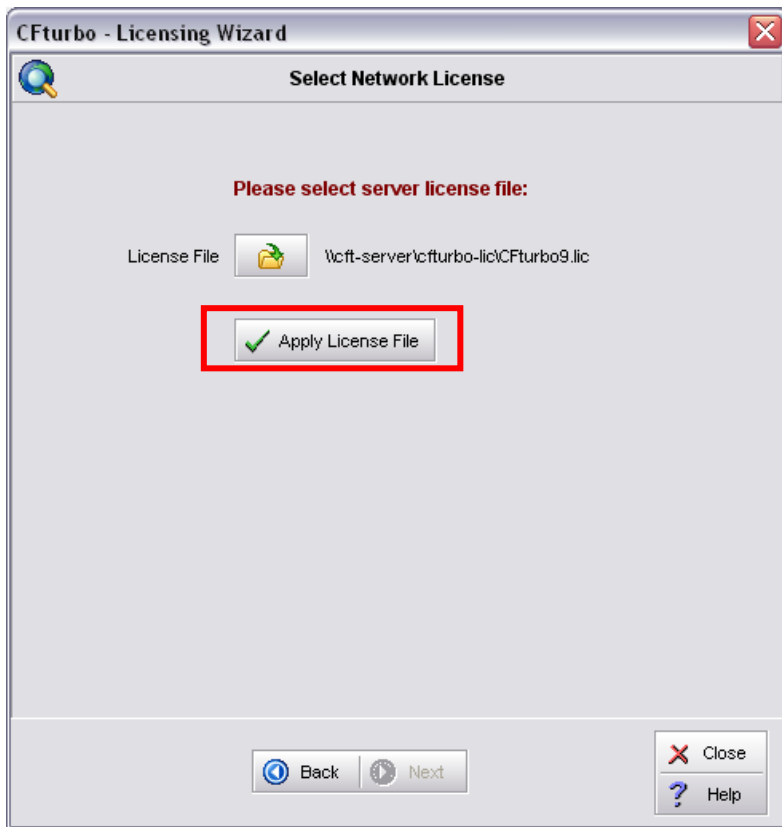 CFturbo - Licensing Wizard
Select Network License
Please select server license file:
License File \\cft-server\cfturbo-lic\CFturbo9.lic
Apply License File
Back Next
Close
Help